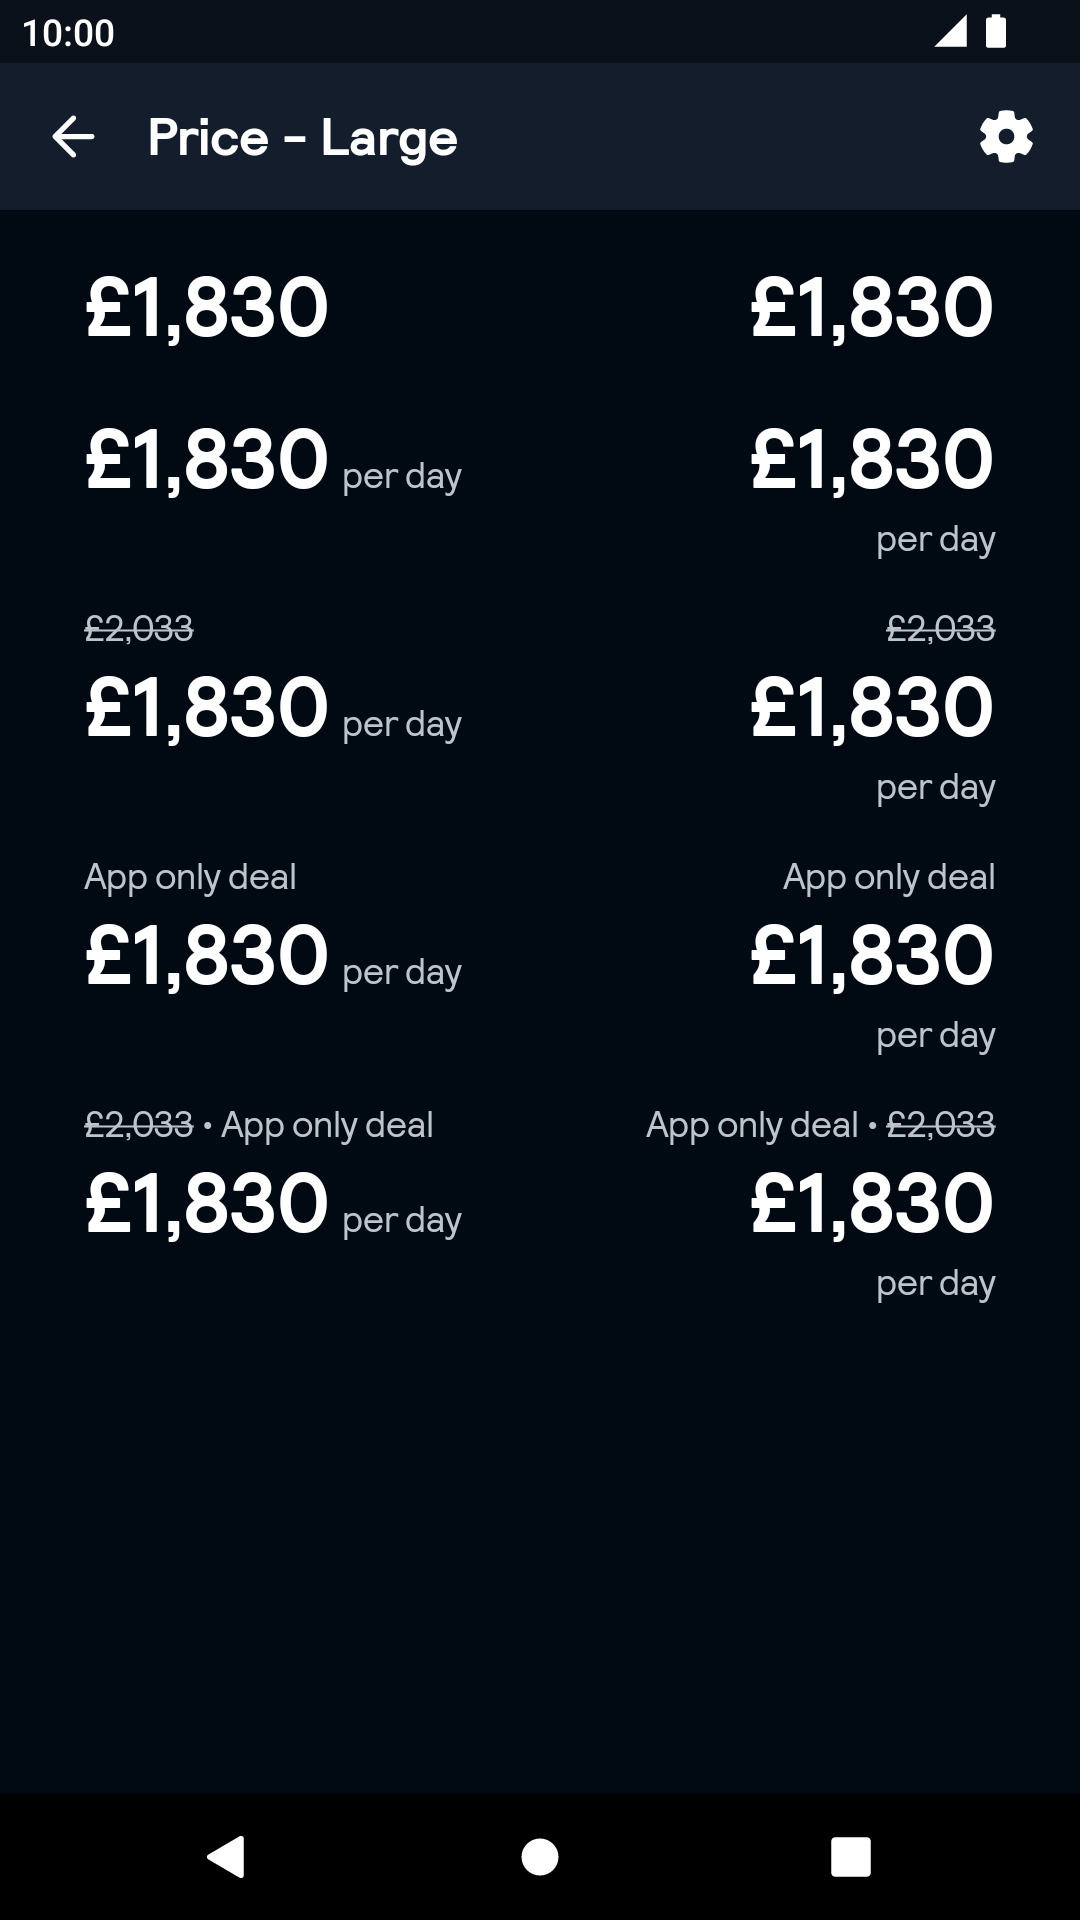 10:00
Price - Large
£1,830 £1,830
£1,830 per day £1,830
per day
£2,033 £2,033
£1,830 per day £1,830
per day
App only deal App only deal
£1,830 per day £1,830
per day
£2,033 • App only deal App only deal • £2,033
£1,830 per day £1,830
per day